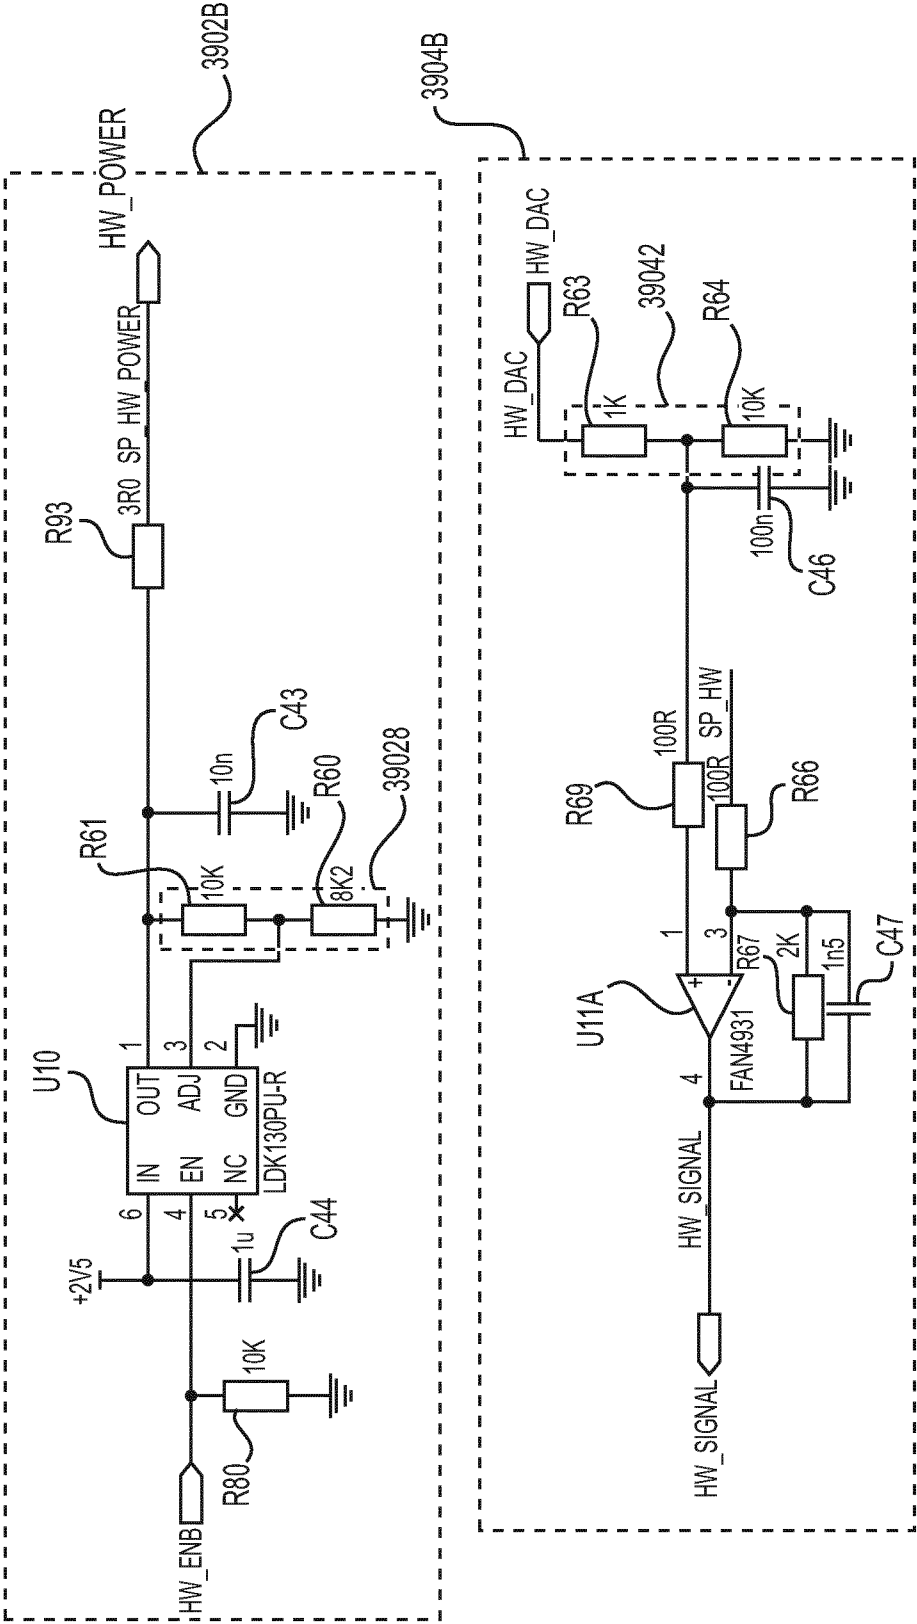 3902B
HW_POWER
SP_HW_POWER
3R0
R93
10n
C43
R61
10K
R60
8K2
39028
U10
OUT
ADJ
GND
IN
EN
NC
1
3
2
6
4
5
LDK130PU-R
+2V5
1u
C44
10K
R80
HW_ENB
3904B
HW_DAC
HW_DAC
R63
1K
39042
R64
10K
100n
C46
100R
R69
SP_HW
100R
R66
1
3
+
-
U11A
FAN4931
4
R67
2K
1n5
C47
HW_SIGNAL
HW_SIGNAL